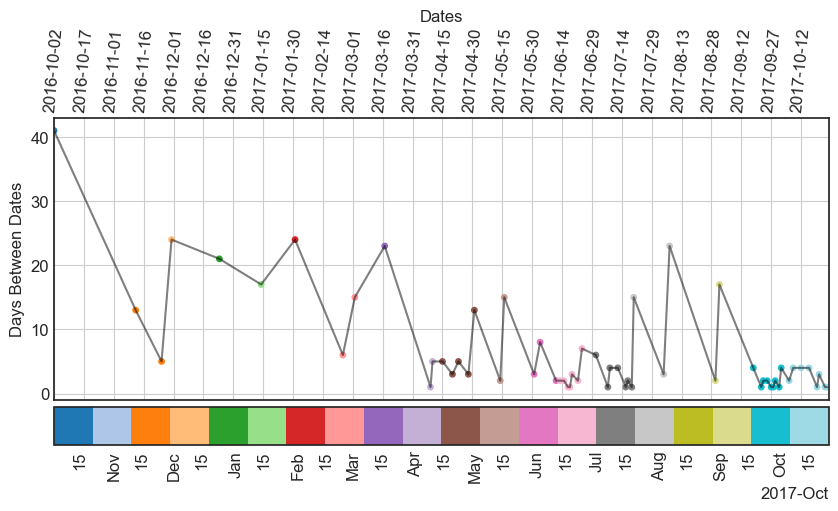 Dates
2016-10-02
2016-10-17
2016-11-01
2016-11-16
2016-12-01
2016-12-16
2016-12-31
2017-01-15
2017-01-30
2017-02-14
2017-03-01
2017-03-16
2017-03-31
2017-04-15
2017-04-30
2017-05-15
2017-05-30
2017-06-14
2017-06-29
2017-07-14
2017-07-29
2017-08-13
2017-08-28
2017-09-12
2017-09-27
2017-10-12
Days Between Dates
40
30
20
10
0
15
Nov
15
Dec
15
Jan
15
Feb
15
Mar
15
Apr
15
May
15
Jun
15
Jul
15
Aug
15
Sep
15
Oct
15
2017-Oct